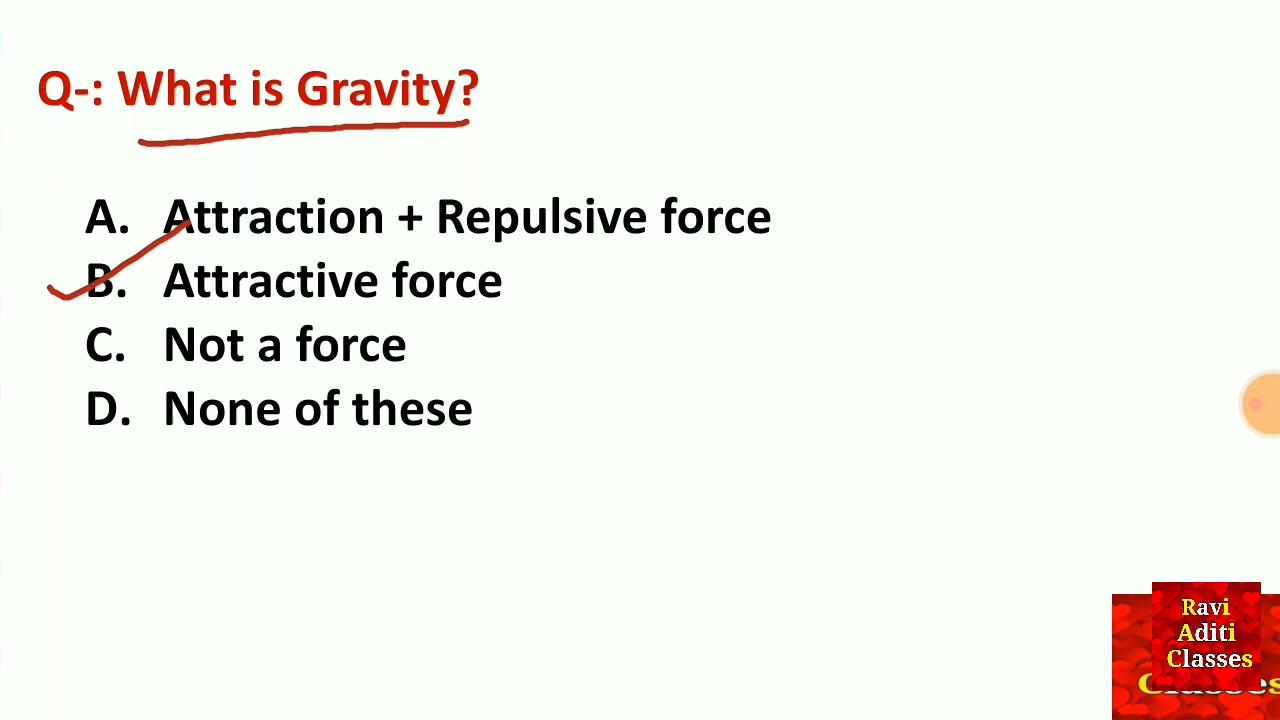 Q-: What is Gravity?
A. Attraction + Repulsive force
B. Attractive force
C. Not a force
D. None of these
Ravi
Aditi
Classes